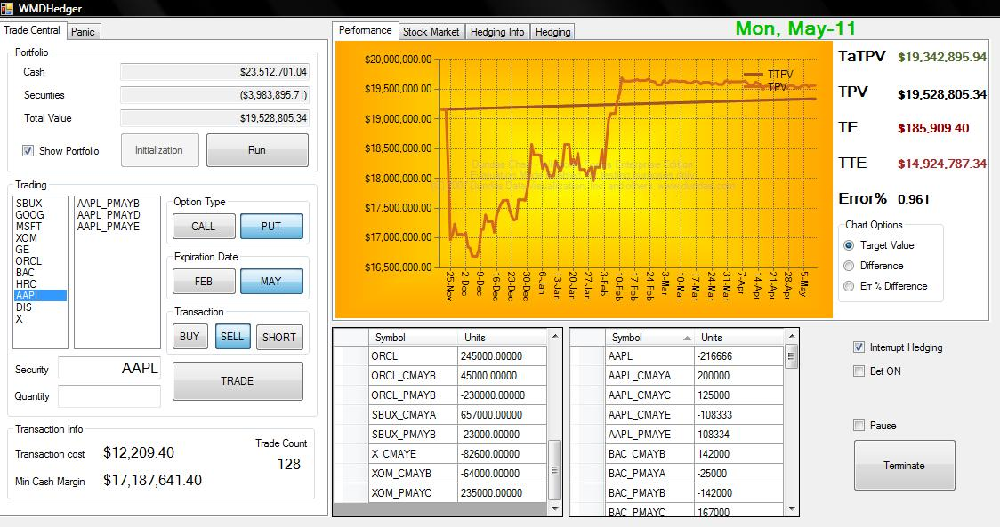 WMDHedger
Trade Central Panic
Portfolio
Cash $23,512,701.04
Securities ($3,983,895.71)
Total Value $19,528,805.34
Show Portfolio Initialization Run
Trading
SBUX
GOOG
MSFT
XOM
GE
ORCL
BAC
HRC
AAPL
DIS
X
AAPL_PMAYB
AAPL_PMAYD
AAPL_PMAYE
Option Type
CALL PUT
Expiration Date
FEB MAY
Transaction
BUY SELL SHORT
Security AAPL
Quantity
TRADE
Transaction Info
Transaction cost $12,209.40
Min Cash Margin $17,187,641.40
Trade Count
128
Perfomance Stock Market Hedging Info Hedging
Mon, May-11
$20,000,000.00
$19,500,000.00
$19,000,000.00
$18,500,000.00
$18,000,000.00
$17,500,000.00
$17,000,000.00
$16,500,000.00
TTPV
TPV
25-Nov
2-Dec
9-Dec
16-Dec
23-Dec
30-Dec
6-Jan
13-Jan
20-Jan
27-Jan
3-Feb
10-Feb
17-Feb
24-Feb
3-Mar
10-Mar
17-Mar
24-Mar
31-Mar
7-Apr
14-Apr
21-Apr
28-Apr
5-May
TaTPV $19,342,895.94
TPV $19,528,805.34
TE $185,909.40
TTE $14,924,787.34
Error% 0.961
Chart Options
Target Value
Difference
Err % Difference
Symbol Units
ORCL 245000.00000
ORCL_CMAYB 45000.00000
ORCL_PMAYB -230000.00000
SBUX_CMAYA 657000.00000
SBUX_PMAYB -23000.00000
X_CMAYE -82600.00000
XOM_CMAYB -64000.00000
XOM_PMAYC 235000.00000
Symbol Units
AAPL -216666
AAPL_CMAYA 200000
AAPL_CMAYC 125000
AAPL_CMAYE -108333
AAPL_PMAYE 108334
BAC_CMAYB 142000
BAC_PMAYA -25000
BAC_PMAYB -142000
BAC_PMAYC 167000
Interrupt Hedging
Bet ON
Pause
Terminate